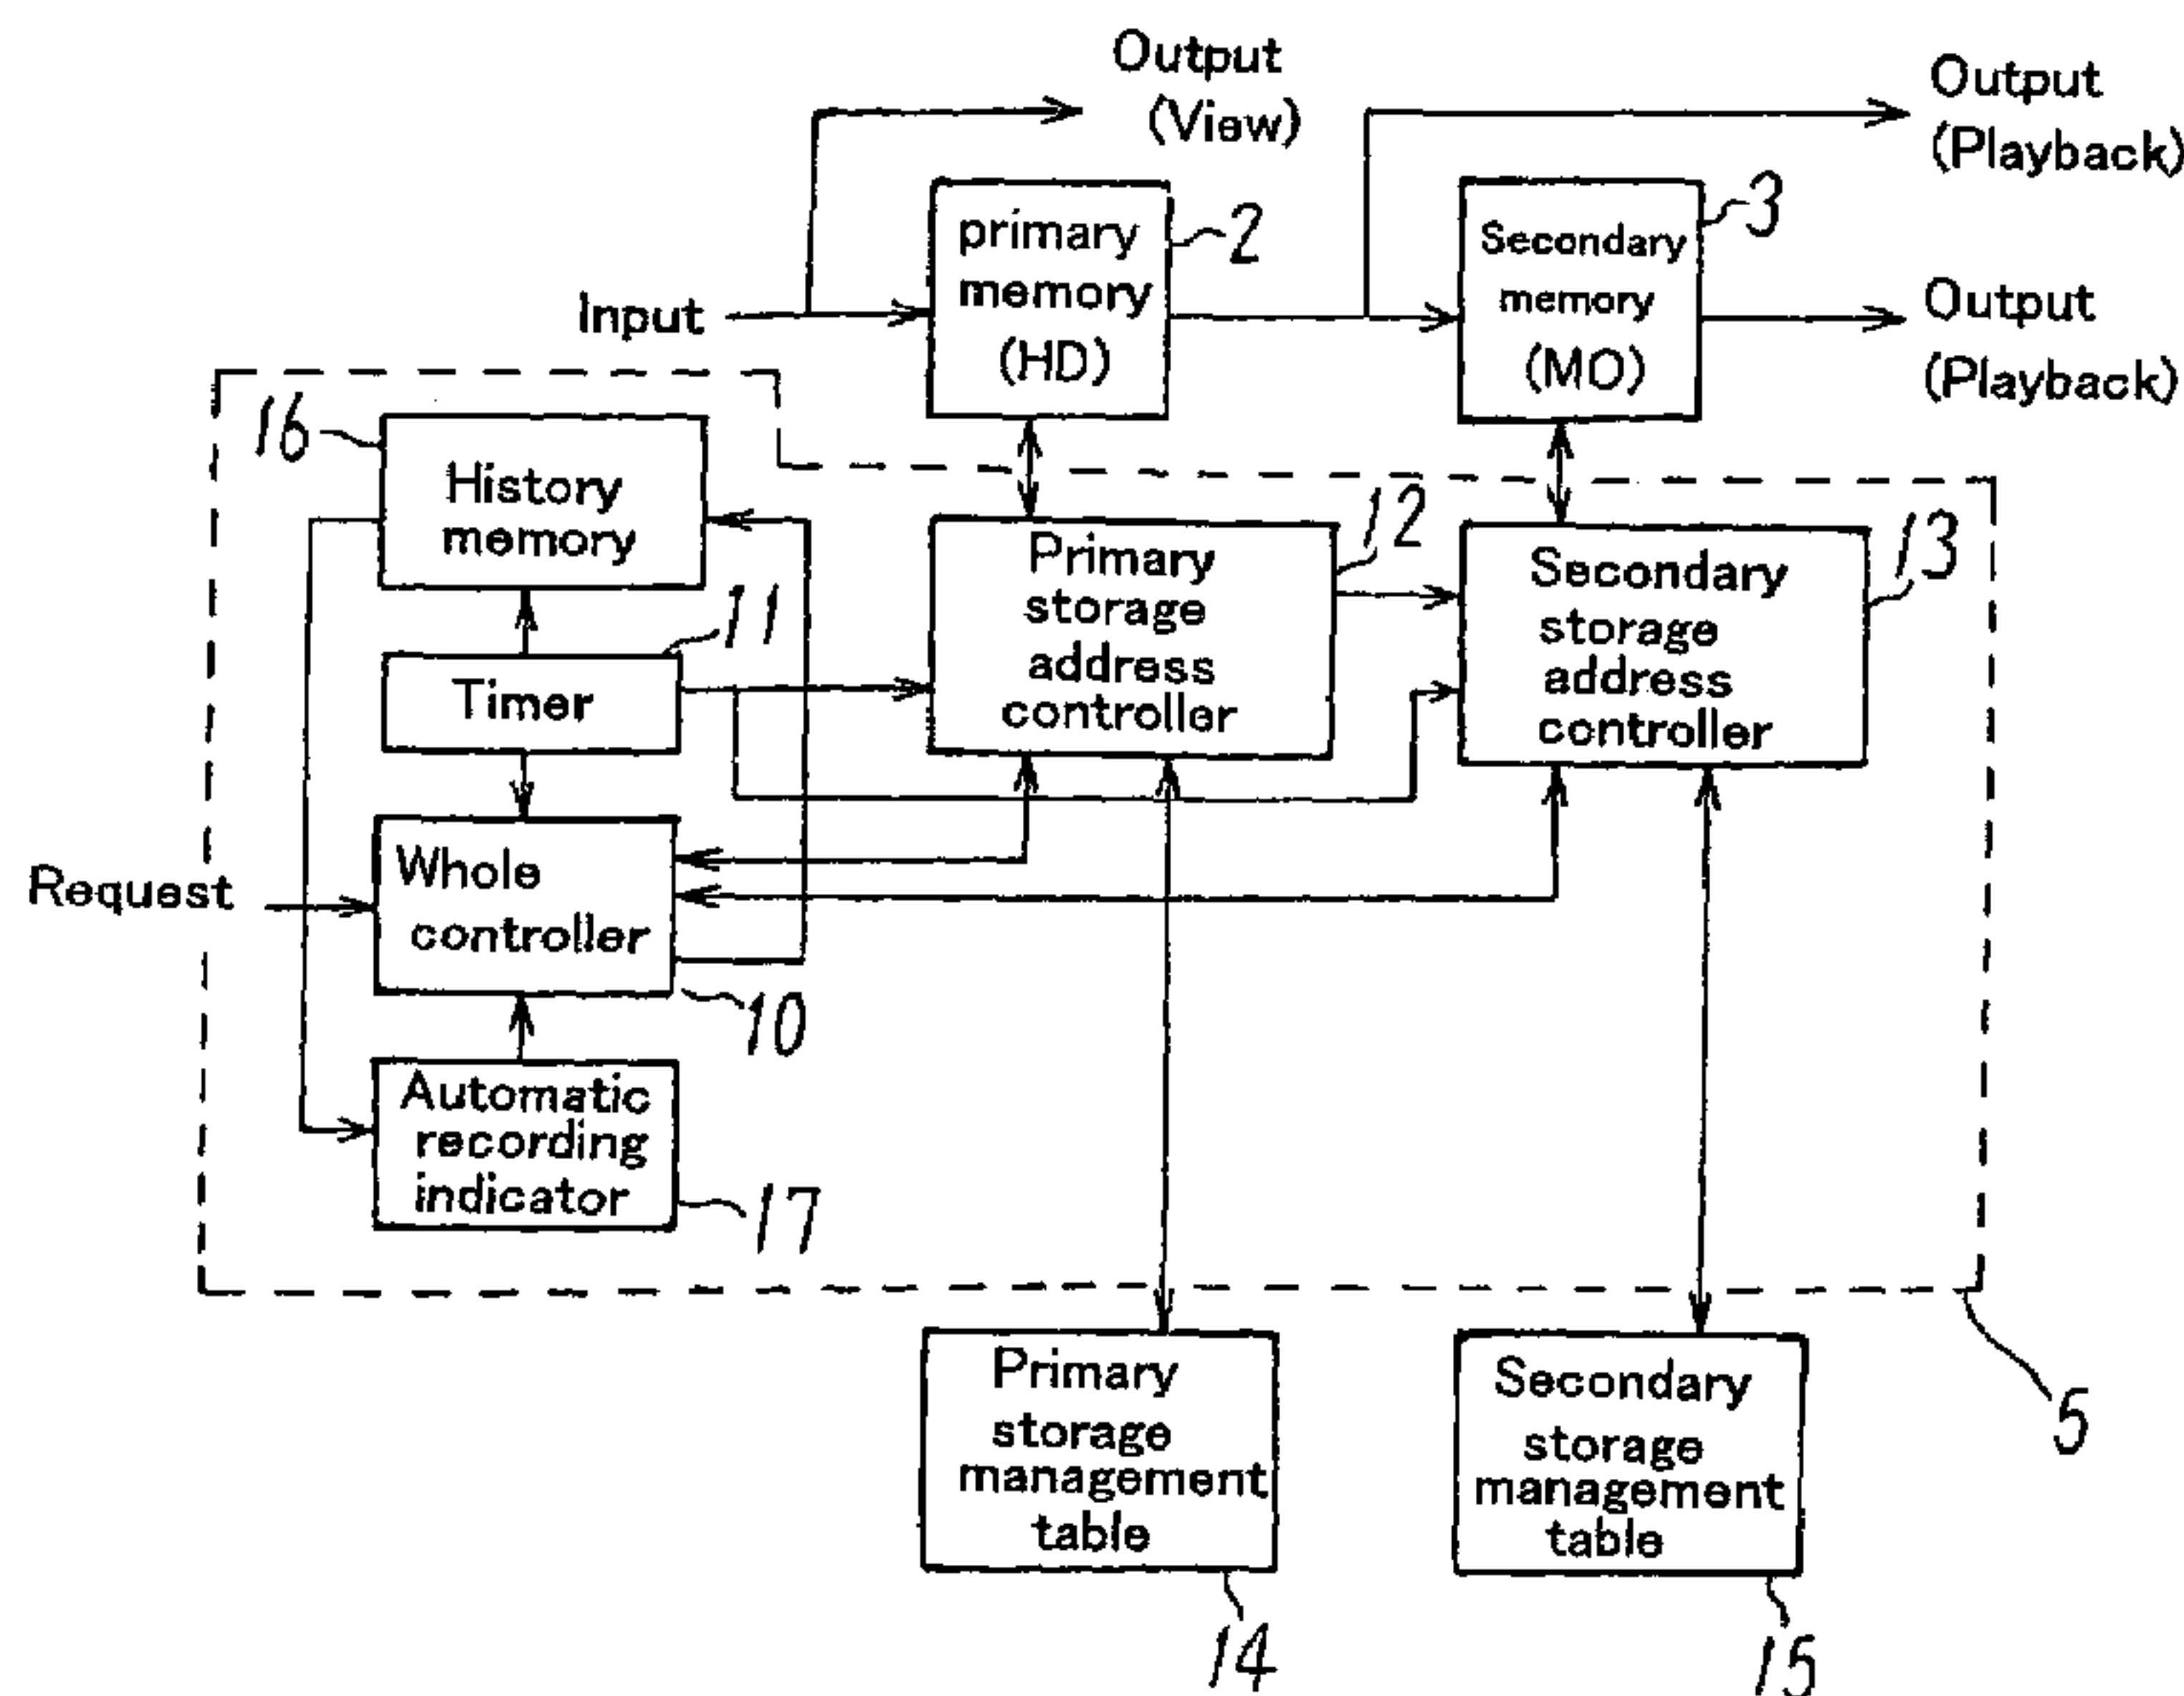 Output
(View)
Output
(Playback)
primary
memory
(HD)
2
Secondary
memory
(MO)
3
Input
Output
(Playback)
16
History
memory
12
Primary
storage
address
controller
13
Secondary
storage
address
controller
11
Timer
Request
Whole
controller
10
Automatic
recording
indicator
17
Primary
storage
management
table
14
Secondary
storage
management
table
15
5